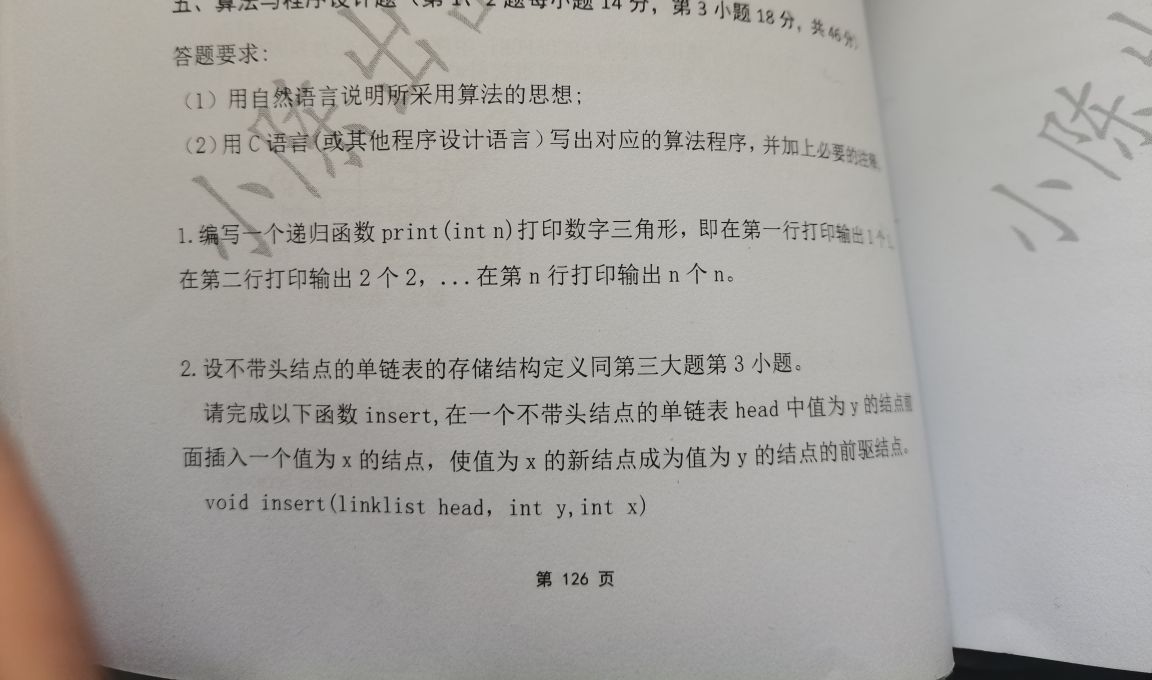 五、算法与程序设计题（第 1、2 题每小题 14 分，第 3 小题 18 分，共 46 分）
答题要求：
（1）用自然语言说明所采用算法的思想；
（2）用 C 语言（或其他程序设计语言）写出对应的算法程序，并加上必要的注释。
1.编写一个递归函数 print(int n)打印数字三角形，即在第一行打印输出 1 个 1，
在第二行打印输出 2 个 2，...在第 n 行打印输出 n 个 n。
2.设不带头结点的单链表的存储结构定义同第三大题第 3 小题。
请完成以下函数 insert,在一个不带头结点的单链表 head 中值为 y 的结点前
面插入一个值为 x 的结点，使值为 x 的新结点成为值为 y 的结点的前驱结点。
void insert(linklist head, int y,int x)
第 126 页
小陈出
小陈